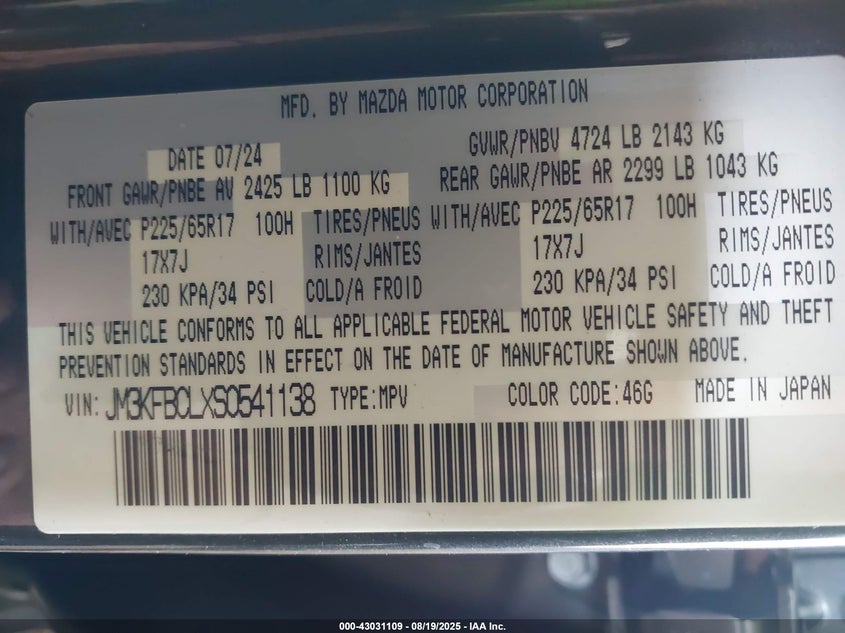 MFD. BY MAZDA MOTOR CORPORATION
DATE 07/24 GVWR/PNBV 4724 LB 2143 KG
FRONT GAWR/PNBE AV 2425 LB 1100 KG REAR GAWR/PNBE AR 2299 LB 1043 KG
WITH/AVEC P225/65R17 100H TIRES/PNEUS WITH/AVEC P225/65R17 100H TIRES/PNEUS
17X7J RIMS/JANTES 17X7J RIMS/JANTES
230 KPA/34 PSI COLD/A FROID 230 KPA/34 PSI COLD/A FROID
THIS VEHICLE CONFORMS TO ALL APPLICABLE FEDERAL MOTOR VEHICLE SAFETY AND THEFT
PREVENTION STANDARDS IN EFFECT ON THE DATE OF MANUFACTURE SHOWN ABOVE.
VIN: JM3KFBCLXS0541138 TYPE:MPV COLOR CODE:46G MADE IN JAPAN
000-43031109 - 08/19/2025 - IAA Inc.